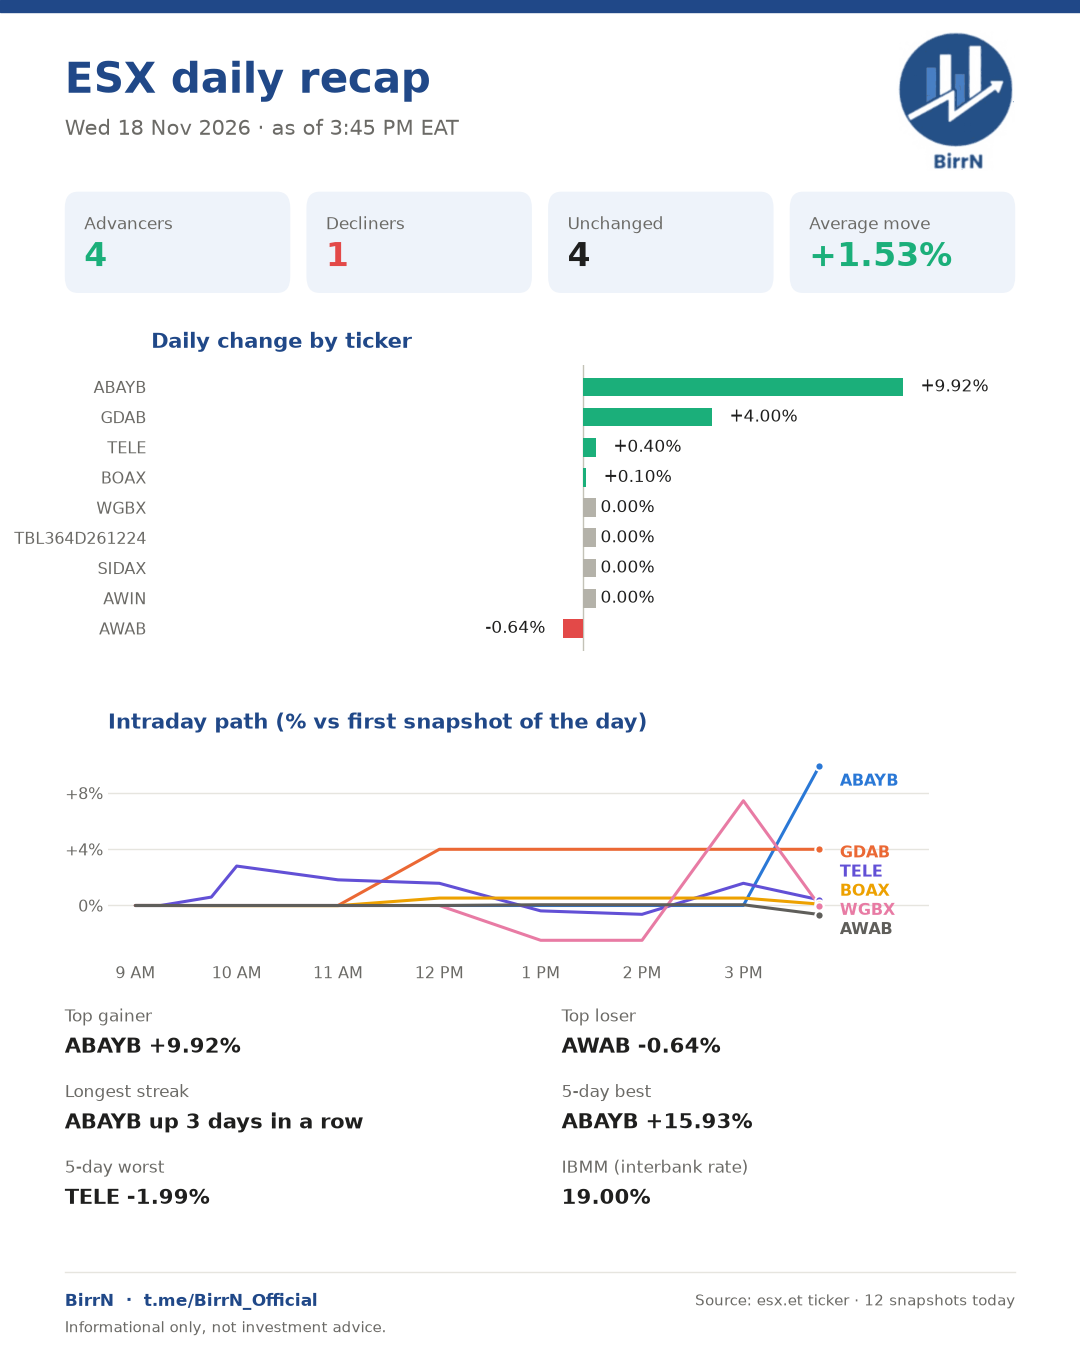 ESX daily recap
Wed 18 Nov 2026 · as of 3:45 PM EAT
BirrN
Advancers
4
Decliners
1
Unchanged
4
Average move
+1.53%
Daily change by ticker
ABAYB +9.92%
GDAB +4.00%
TELE +0.40%
BOAX +0.10%
WGBX 0.00%
TBL364D261224 0.00%
SIDAX 0.00%
AWIN 0.00%
AWAB -0.64%
Intraday path (% vs first snapshot of the day)
+8%
+4%
0%
ABAYB
GDAB
TELE
BOAX
WGBX
AWAB
9 AM 10 AM 11 AM 12 PM 1 PM 2 PM 3 PM
Top gainer
ABAYB +9.92%
Top loser
AWAB -0.64%
Longest streak
ABAYB up 3 days in a row
5-day best
ABAYB +15.93%
5-day worst
TELE -1.99%
IBMM (interbank rate)
19.00%
BirrN · t.me/BirrN_Official
Informational only, not investment advice.
Source: esx.et ticker · 12 snapshots today